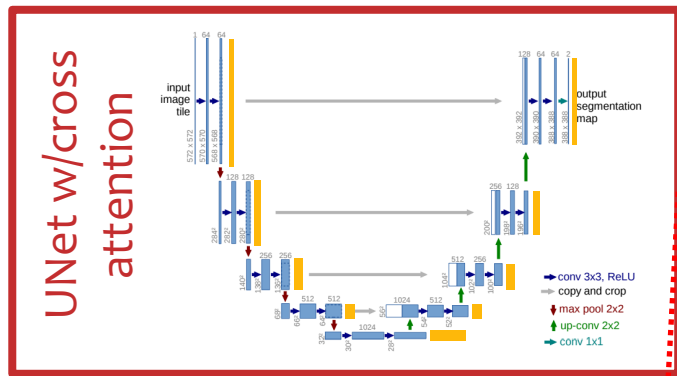 UNet w/cross
attention
input
image
tile
1 64 64
572 x 572
570 x 570
568 x 568
128 64 64 2
392 x 392
390 x 390
388 x 388
388 x 388
output
segmentation
map
128 128
284²
282²
280²
256 128
200²
198²
196²
256 256
140²
138²
136²
512 256
104²
102²
100²
512 512
68²
66²
64²
1024 512
56²
54²
52²
1024
32²
30²
28²
conv 3x3, ReLU
copy and crop
max pool 2x2
up-conv 2x2
conv 1x1